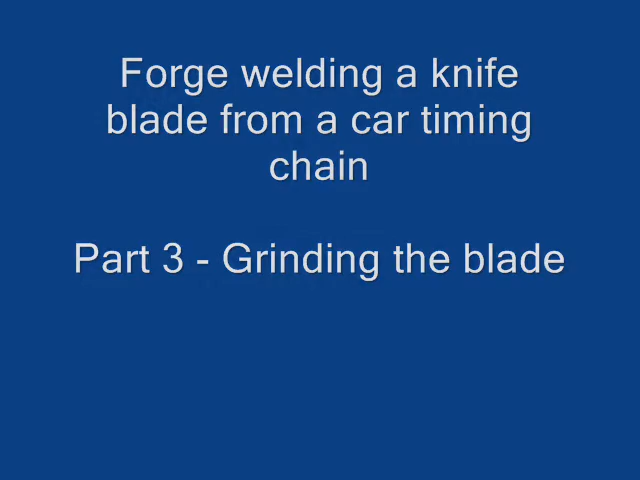 Forge welding a knife
blade from a car timing
chain
Part 3 - Grinding the blade